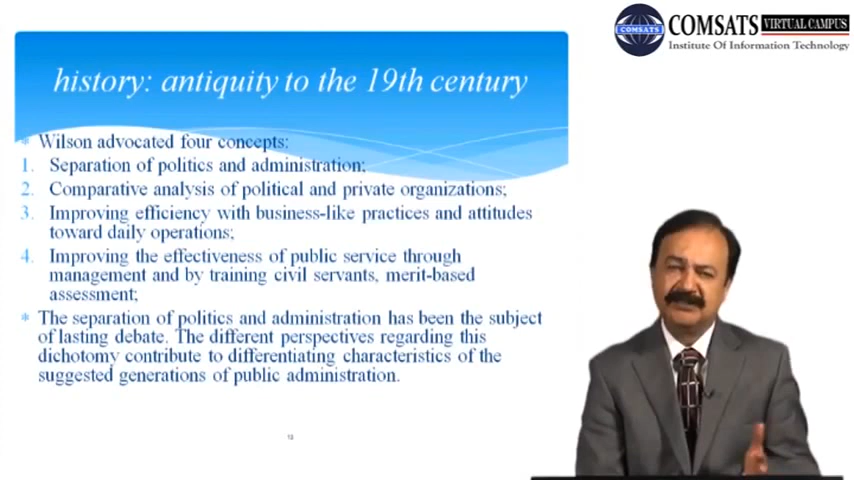 COMSATS VIRTUAL CAMPUS
Institute Of Information Technology
COMSATS
history: antiquity to the 19th century
* Wilson advocated four concepts:
1. Separation of politics and administration;
2. Comparative analysis of political and private organizations;
3. Improving efficiency with business-like practices and attitudes
toward daily operations;
4. Improving the effectiveness of public service through
management and by training civil servants, merit-based
assessment;
* The separation of politics and administration has been the subject
of lasting debate. The different perspectives regarding this
dichotomy contribute to differentiating characteristics of the
suggested generations of public administration.